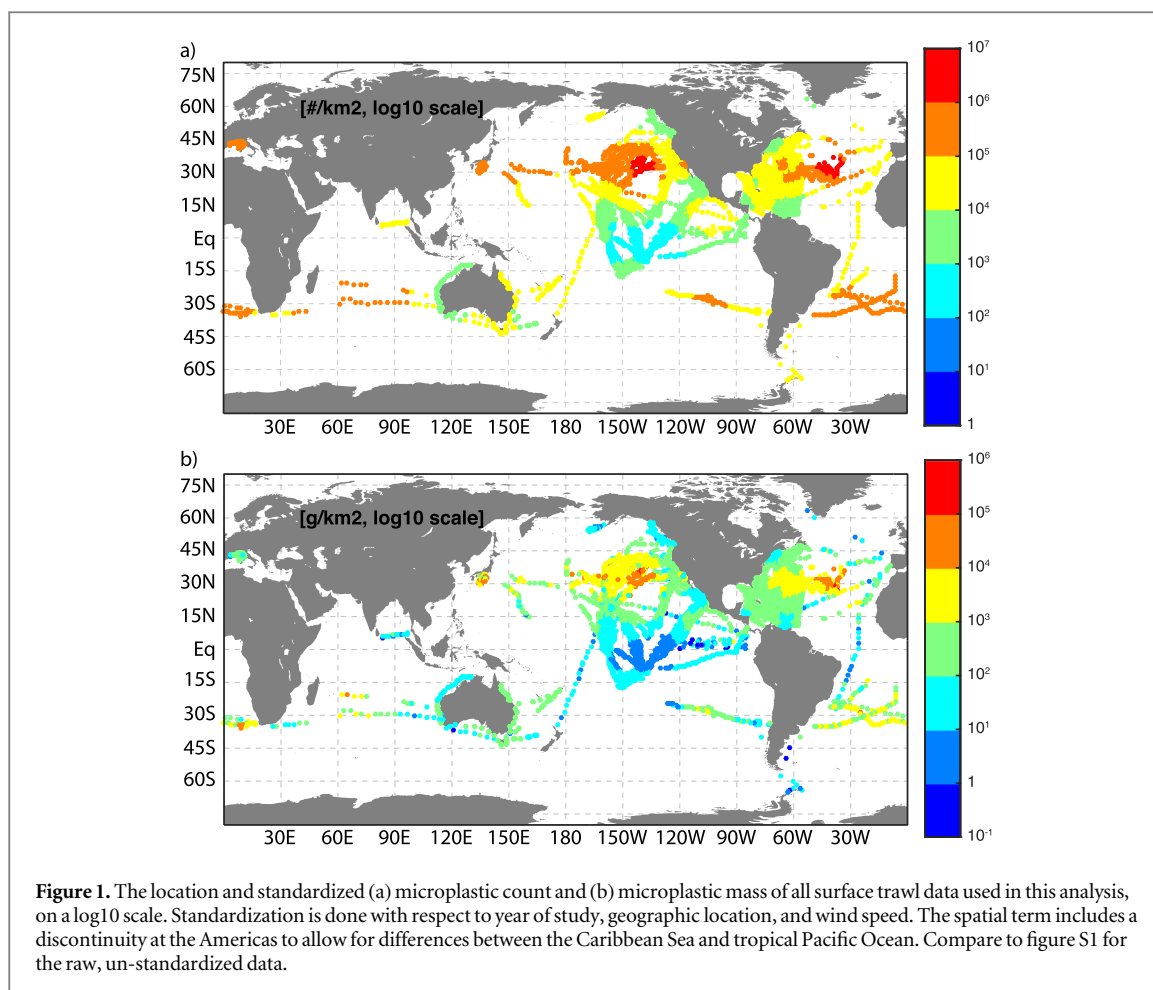 a)
[#/km2, log10 scale]
75N
60N
45N
30N
15N
Eq
15S
30S
45S
60S
30E 60E 90E 120E 150E 180 150W 120W 90W 60W 30W
10⁷
10⁶
10⁵
10⁴
10³
10²
10¹
1
b)
[g/km2, log10 scale]
75N
60N
45N
30N
15N
Eq
15S
30S
45S
60S
30E 60E 90E 120E 150E 180 150W 120W 90W 60W 30W
10⁶
10⁵
10⁴
10³
10²
10¹
1
10⁻¹
Figure 1. The location and standardized (a) microplastic count and (b) microplastic mass of all surface trawl data used in this analysis,
on a log10 scale. Standardization is done with respect to year of study, geographic location, and wind speed. The spatial term includes a
discontinuity at the Americas to allow for differences between the Caribbean Sea and tropical Pacific Ocean. Compare to figure S1 for
the raw, un-standardized data.